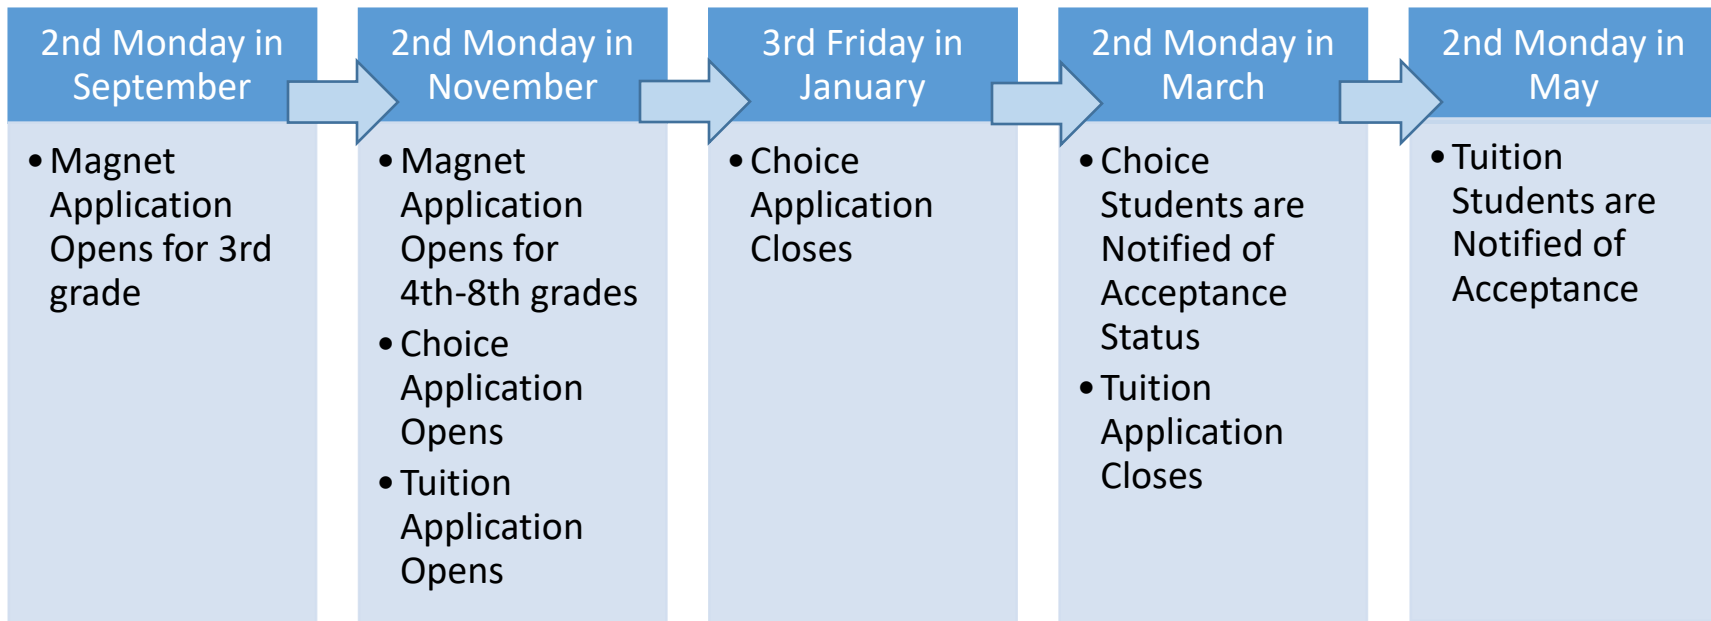 2nd Monday in
September
• Magnet
Application
Opens for 3rd
grade
2nd Monday in
November
• Magnet
Application
Opens for
4th-8th grades
• Choice
Application
Opens
• Tuition
Application
Opens
3rd Friday in
January
• Choice
Application
Closes
2nd Monday in
March
• Choice
Students are
Notified of
Acceptance
Status
• Tuition
Application
Closes
2nd Monday in
May
• Tuition
Students are
Notified of
Acceptance